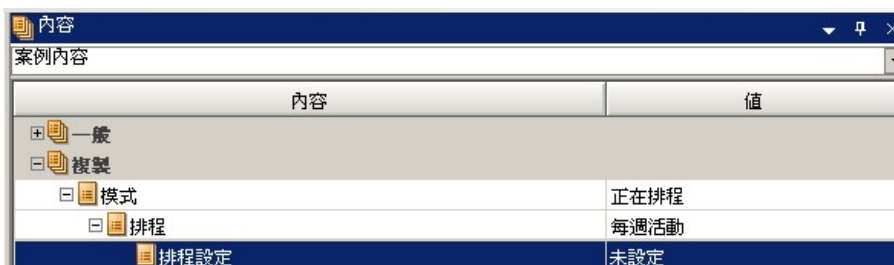 內容
案例內容
內容 值
一般
複製
模式 正在排程
排程 每週活動
排程設定 未設定